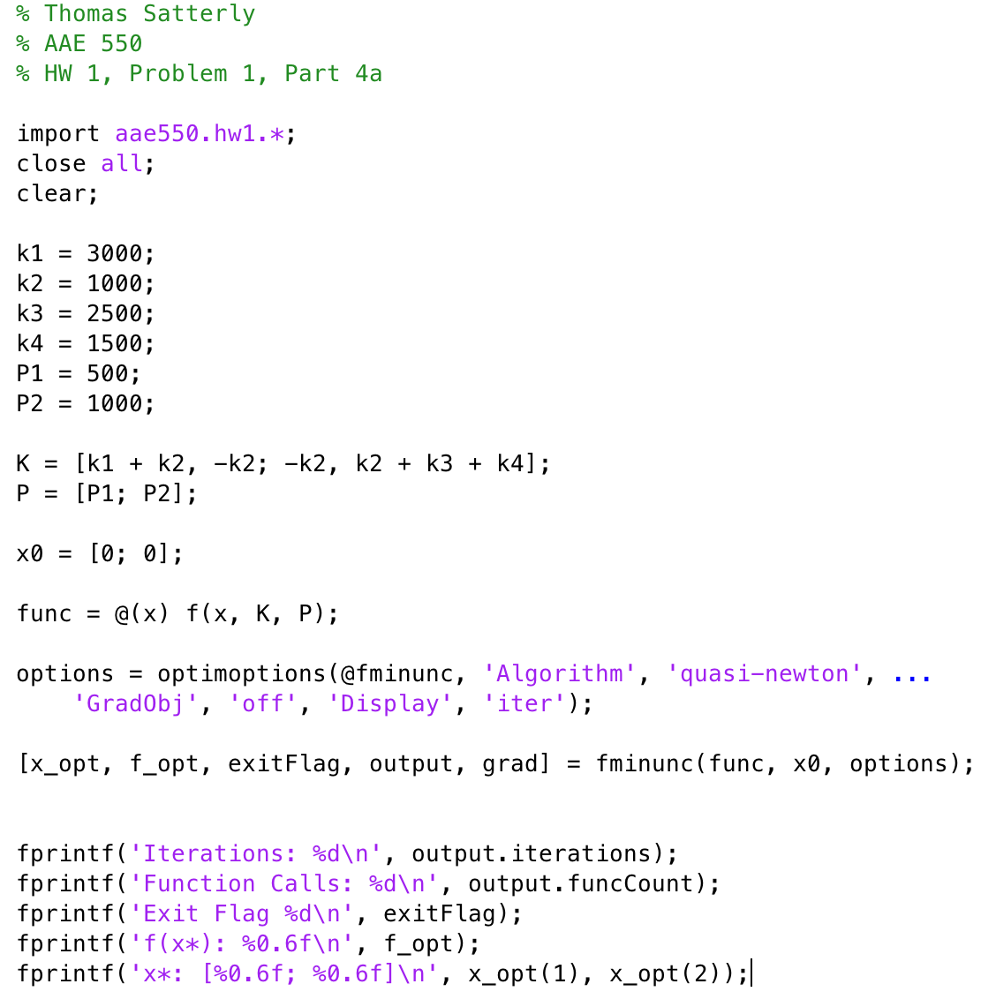 % Thomas Satterly
% AAE 550
% HW 1, Problem 1, Part 4a
import aae550.hw1.*;
close all;
clear;
k1 = 3000;
k2 = 1000;
k3 = 2500;
k4 = 1500;
P1 = 500;
P2 = 1000;
K = [k1 + k2, -k2; -k2, k2 + k3 + k4];
P = [P1; P2];
x0 = [0; 0];
func = @(x) f(x, K, P);
options = optimoptions(@fminunc, 'Algorithm', 'quasi-newton', ...
    'GradObj', 'off', 'Display', 'iter');
[x_opt, f_opt, exitFlag, output, grad] = fminunc(func, x0, options);
fprintf('Iterations: %d\n', output.iterations);
fprintf('Function Calls: %d\n', output.funcCount);
fprintf('Exit Flag %d\n', exitFlag);
fprintf('f(x*): %0.6f\n', f_opt);
fprintf('x*: [%0.6f; %0.6f]\n', x_opt(1), x_opt(2));